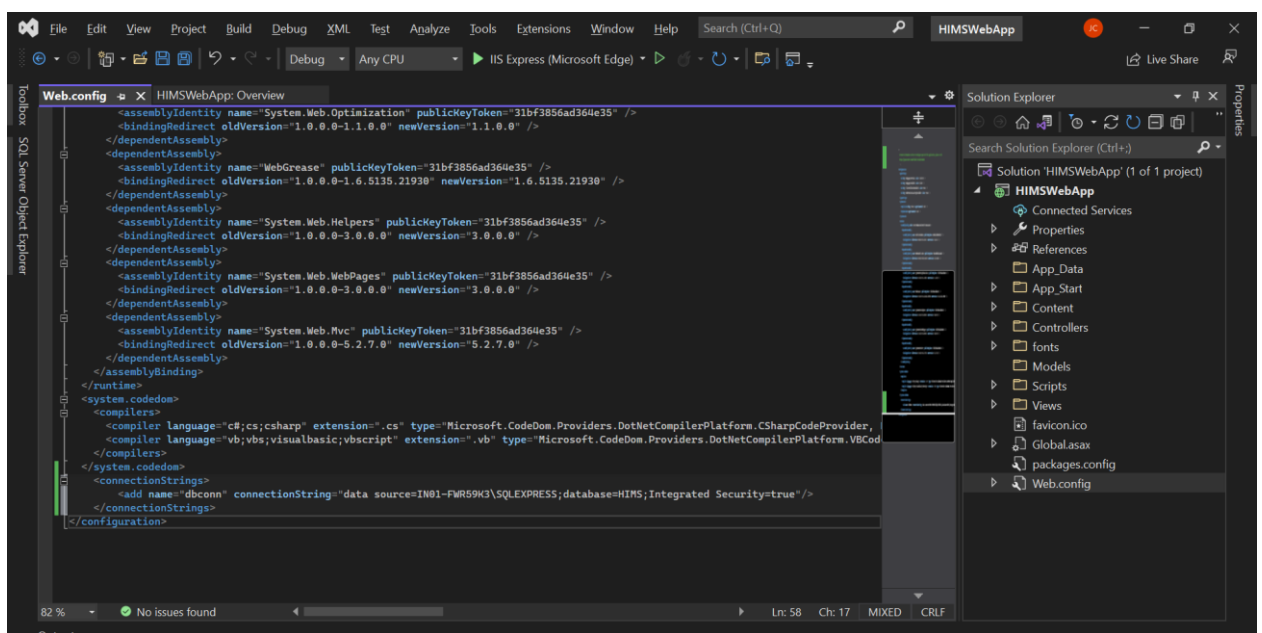 File Edit View Project Build Debug XML Test Analyze Tools Extensions Window Help Search (Ctrl+Q) HIMSWebApp JC
Debug Any CPU IIS Express (Microsoft Edge) Live Share
Toolbox
SQL Server Object Explorer
Web.config HIMSWebApp: Overview
<assemblyIdentity name="System.Web.Optimization" publicKeyToken="31bf3856ad364e35" />
<bindingRedirect oldVersion="1.0.0.0-1.1.0.0" newVersion="1.1.0.0" />
</dependentAssembly>
<dependentAssembly>
<assemblyIdentity name="WebGrease" publicKeyToken="31bf3856ad364e35" />
<bindingRedirect oldVersion="1.0.0.0-1.6.5135.21930" newVersion="1.6.5135.21930" />
</dependentAssembly>
<dependentAssembly>
<assemblyIdentity name="System.Web.Helpers" publicKeyToken="31bf3856ad364e35" />
<bindingRedirect oldVersion="1.0.0.0-3.0.0.0" newVersion="3.0.0.0" />
</dependentAssembly>
<dependentAssembly>
<assemblyIdentity name="System.Web.WebPages" publicKeyToken="31bf3856ad364e35" />
<bindingRedirect oldVersion="1.0.0.0-3.0.0.0" newVersion="3.0.0.0" />
</dependentAssembly>
<dependentAssembly>
<assemblyIdentity name="System.Web.Mvc" publicKeyToken="31bf3856ad364e35" />
<bindingRedirect oldVersion="1.0.0.0-5.2.7.0" newVersion="5.2.7.0" />
</dependentAssembly>
</assemblyBinding>
</runtime>
<system.codedom>
<compilers>
<compiler language="c#;cs;csharp" extension=".cs" type="Microsoft.CodeDom.Providers.DotNetCompilerPlatform.CSharpCodeProvider,
<compiler language="vb;vbs;visualbasic;vbscript" extension=".vb" type="Microsoft.CodeDom.Providers.DotNetCompilerPlatform.VBCod
</compilers>
</system.codedom>
<connectionStrings>
<add name="dbconn" connectionString="data source=IN01-FWR59K3\SQLEXPRESS;database=HIMS;Integrated Security=true"/>
</connectionStrings>
</configuration>
82 % No issues found Ln: 58 Ch: 17 MIXED CRLF
Solution Explorer
Search Solution Explorer (Ctrl+;)
Solution 'HIMSWebApp' (1 of 1 project)
HIMSWebApp
Connected Services
Properties
References
App_Data
App_Start
Content
Controllers
fonts
Models
Scripts
Views
favicon.ico
Global.asax
packages.config
Web.config
Properties